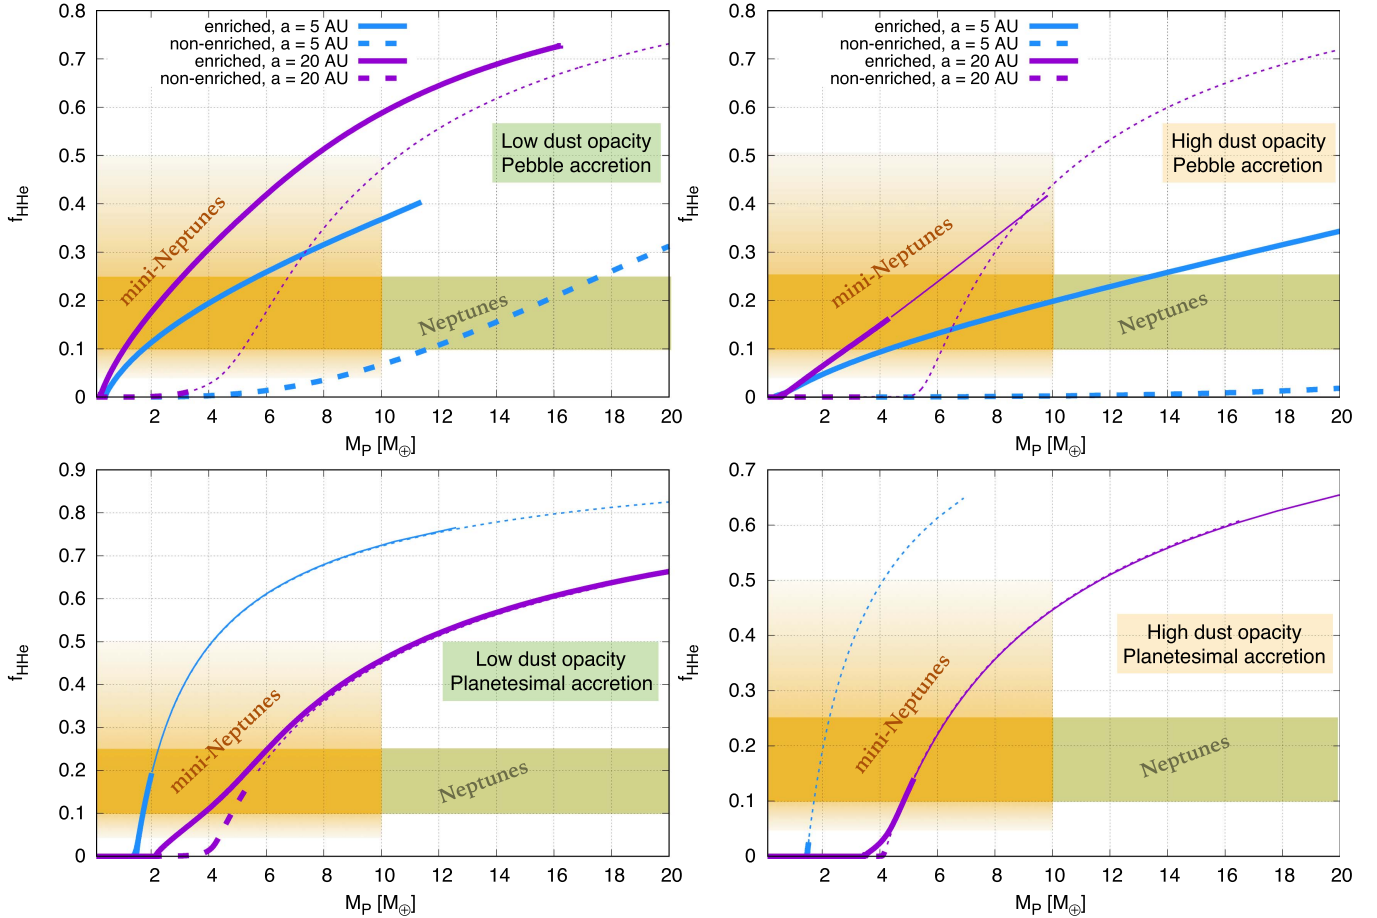 0.8
0.7
0.6
0.5
0.4
0.3
0.2
0.1
0
fHHe
enriched, a = 5 AU
non-enriched, a = 5 AU
enriched, a = 20 AU
non-enriched, a = 20 AU
Low dust opacity
Pebble accretion
mini-Neptunes
Neptunes
2 4 6 8 10 12 14 16 18 20
MP [M⊕]
0.8
0.7
0.6
0.5
0.4
0.3
0.2
0.1
0
fHHe
enriched, a = 5 AU
non-enriched, a = 5 AU
enriched, a = 20 AU
non-enriched, a = 20 AU
High dust opacity
Pebble accretion
mini-Neptunes
Neptunes
2 4 6 8 10 12 14 16 18 20
MP [M⊕]
0.9
0.8
0.7
0.6
0.5
0.4
0.3
0.2
0.1
0
fHHe
Low dust opacity
Planetesimal accretion
mini-Neptunes
Neptunes
2 4 6 8 10 12 14 16 18 20
MP [M⊕]
0.7
0.6
0.5
0.4
0.3
0.2
0.1
0
fHHe
High dust opacity
Planetesimal accretion
mini-Neptunes
Neptunes
2 4 6 8 10 12 14 16 18 20
MP [M⊕]